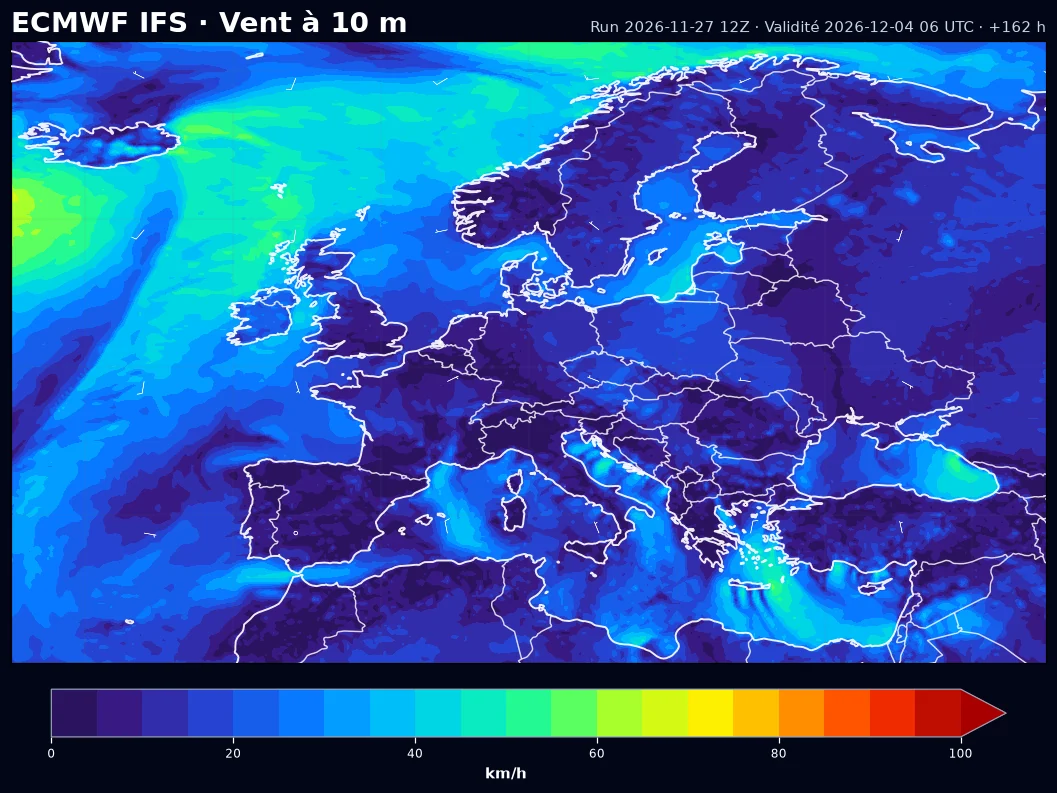 ECMWF IFS · Vent à 10 m
Run 2026-11-27 12Z · Validité 2026-12-04 06 UTC · +162 h
0 20 40 60 80 100
km/h